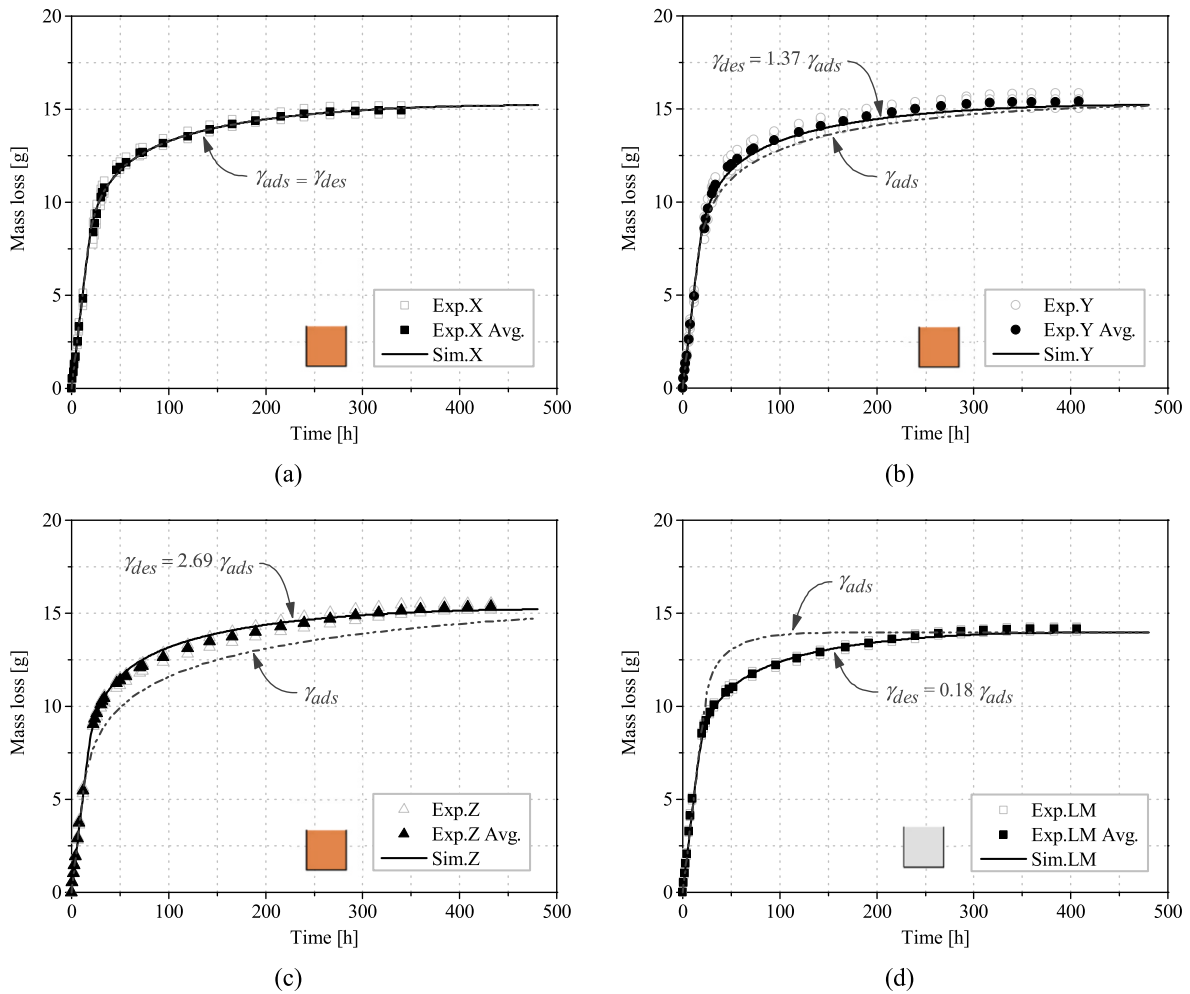 20
15
10
5
0
Mass loss [g]
γads = γdes
Exp.X
Exp.X Avg.
Sim.X
0 100 200 300 400 500
Time [h]
(a)
20
15
10
5
0
Mass loss [g]
γdes = 1.37 γads
γads
Exp.Y
Exp.Y Avg.
Sim.Y
0 100 200 300 400 500
Time [h]
(b)
20
15
10
5
0
Mass loss [g]
γdes = 2.69 γads
γads
Exp.Z
Exp.Z Avg.
Sim.Z
0 100 200 300 400 500
Time [h]
(c)
20
15
10
5
0
Mass loss [g]
γads
γdes = 0.18 γads
Exp.LM
Exp.LM Avg.
Sim.LM
0 100 200 300 400 500
Time [h]
(d)